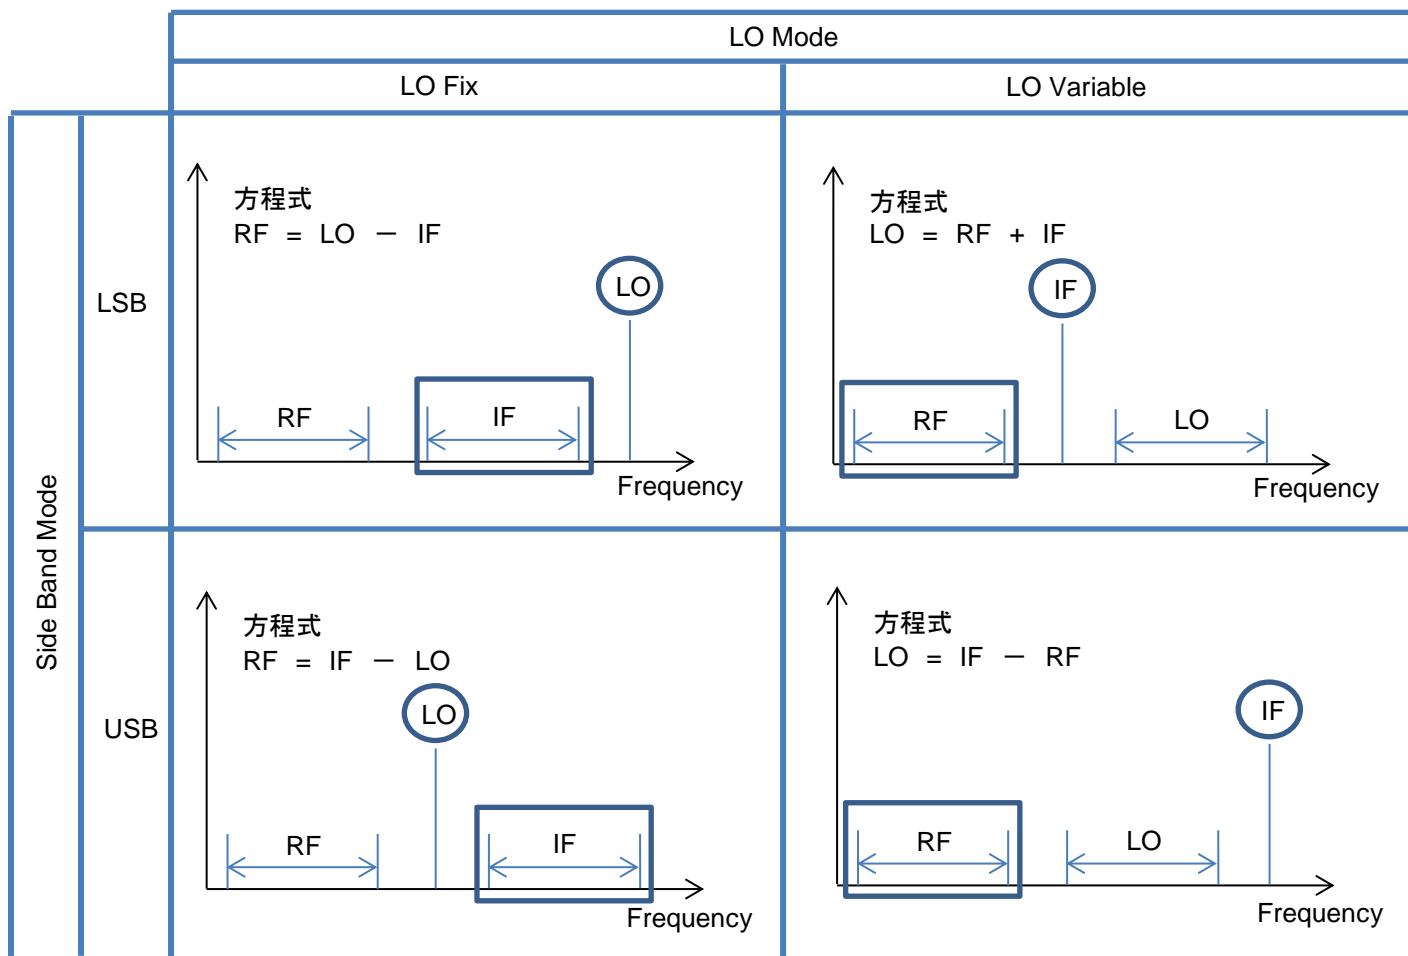 LO Mode
LO Fix
LO Variable
Side Band Mode
LSB
方程式
RF = LO － IF
LO
RF
IF
Frequency
方程式
LO = RF + IF
IF
RF
LO
Frequency
USB
方程式
RF = IF － LO
LO
RF
IF
Frequency
方程式
LO = IF － RF
IF
RF
LO
Frequency